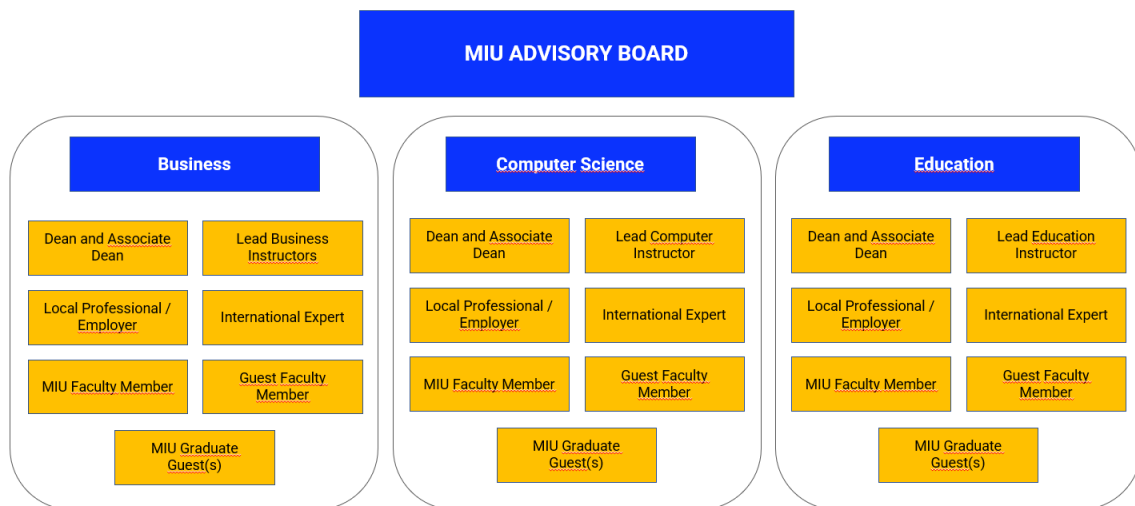 MIU ADVISORY BOARD
Business
Dean and Associate
Dean
Lead Business
Instructors
Local Professional /
Employer
International Expert
MIU Faculty Member
Guest Faculty
Member
MIU Graduate
Guest(s)
Computer Science
Dean and Associate
Dean
Lead Computer
Instructor
Local Professional /
Employer
International Expert
MIU Faculty Member
Guest Faculty
Member
MIU Graduate
Guest(s)
Education
Dean and Associate
Dean
Lead Education
Instructor
Local Professional /
Employer
International Expert
MIU Faculty Member
Guest Faculty
Member
MIU Graduate
Guest(s)